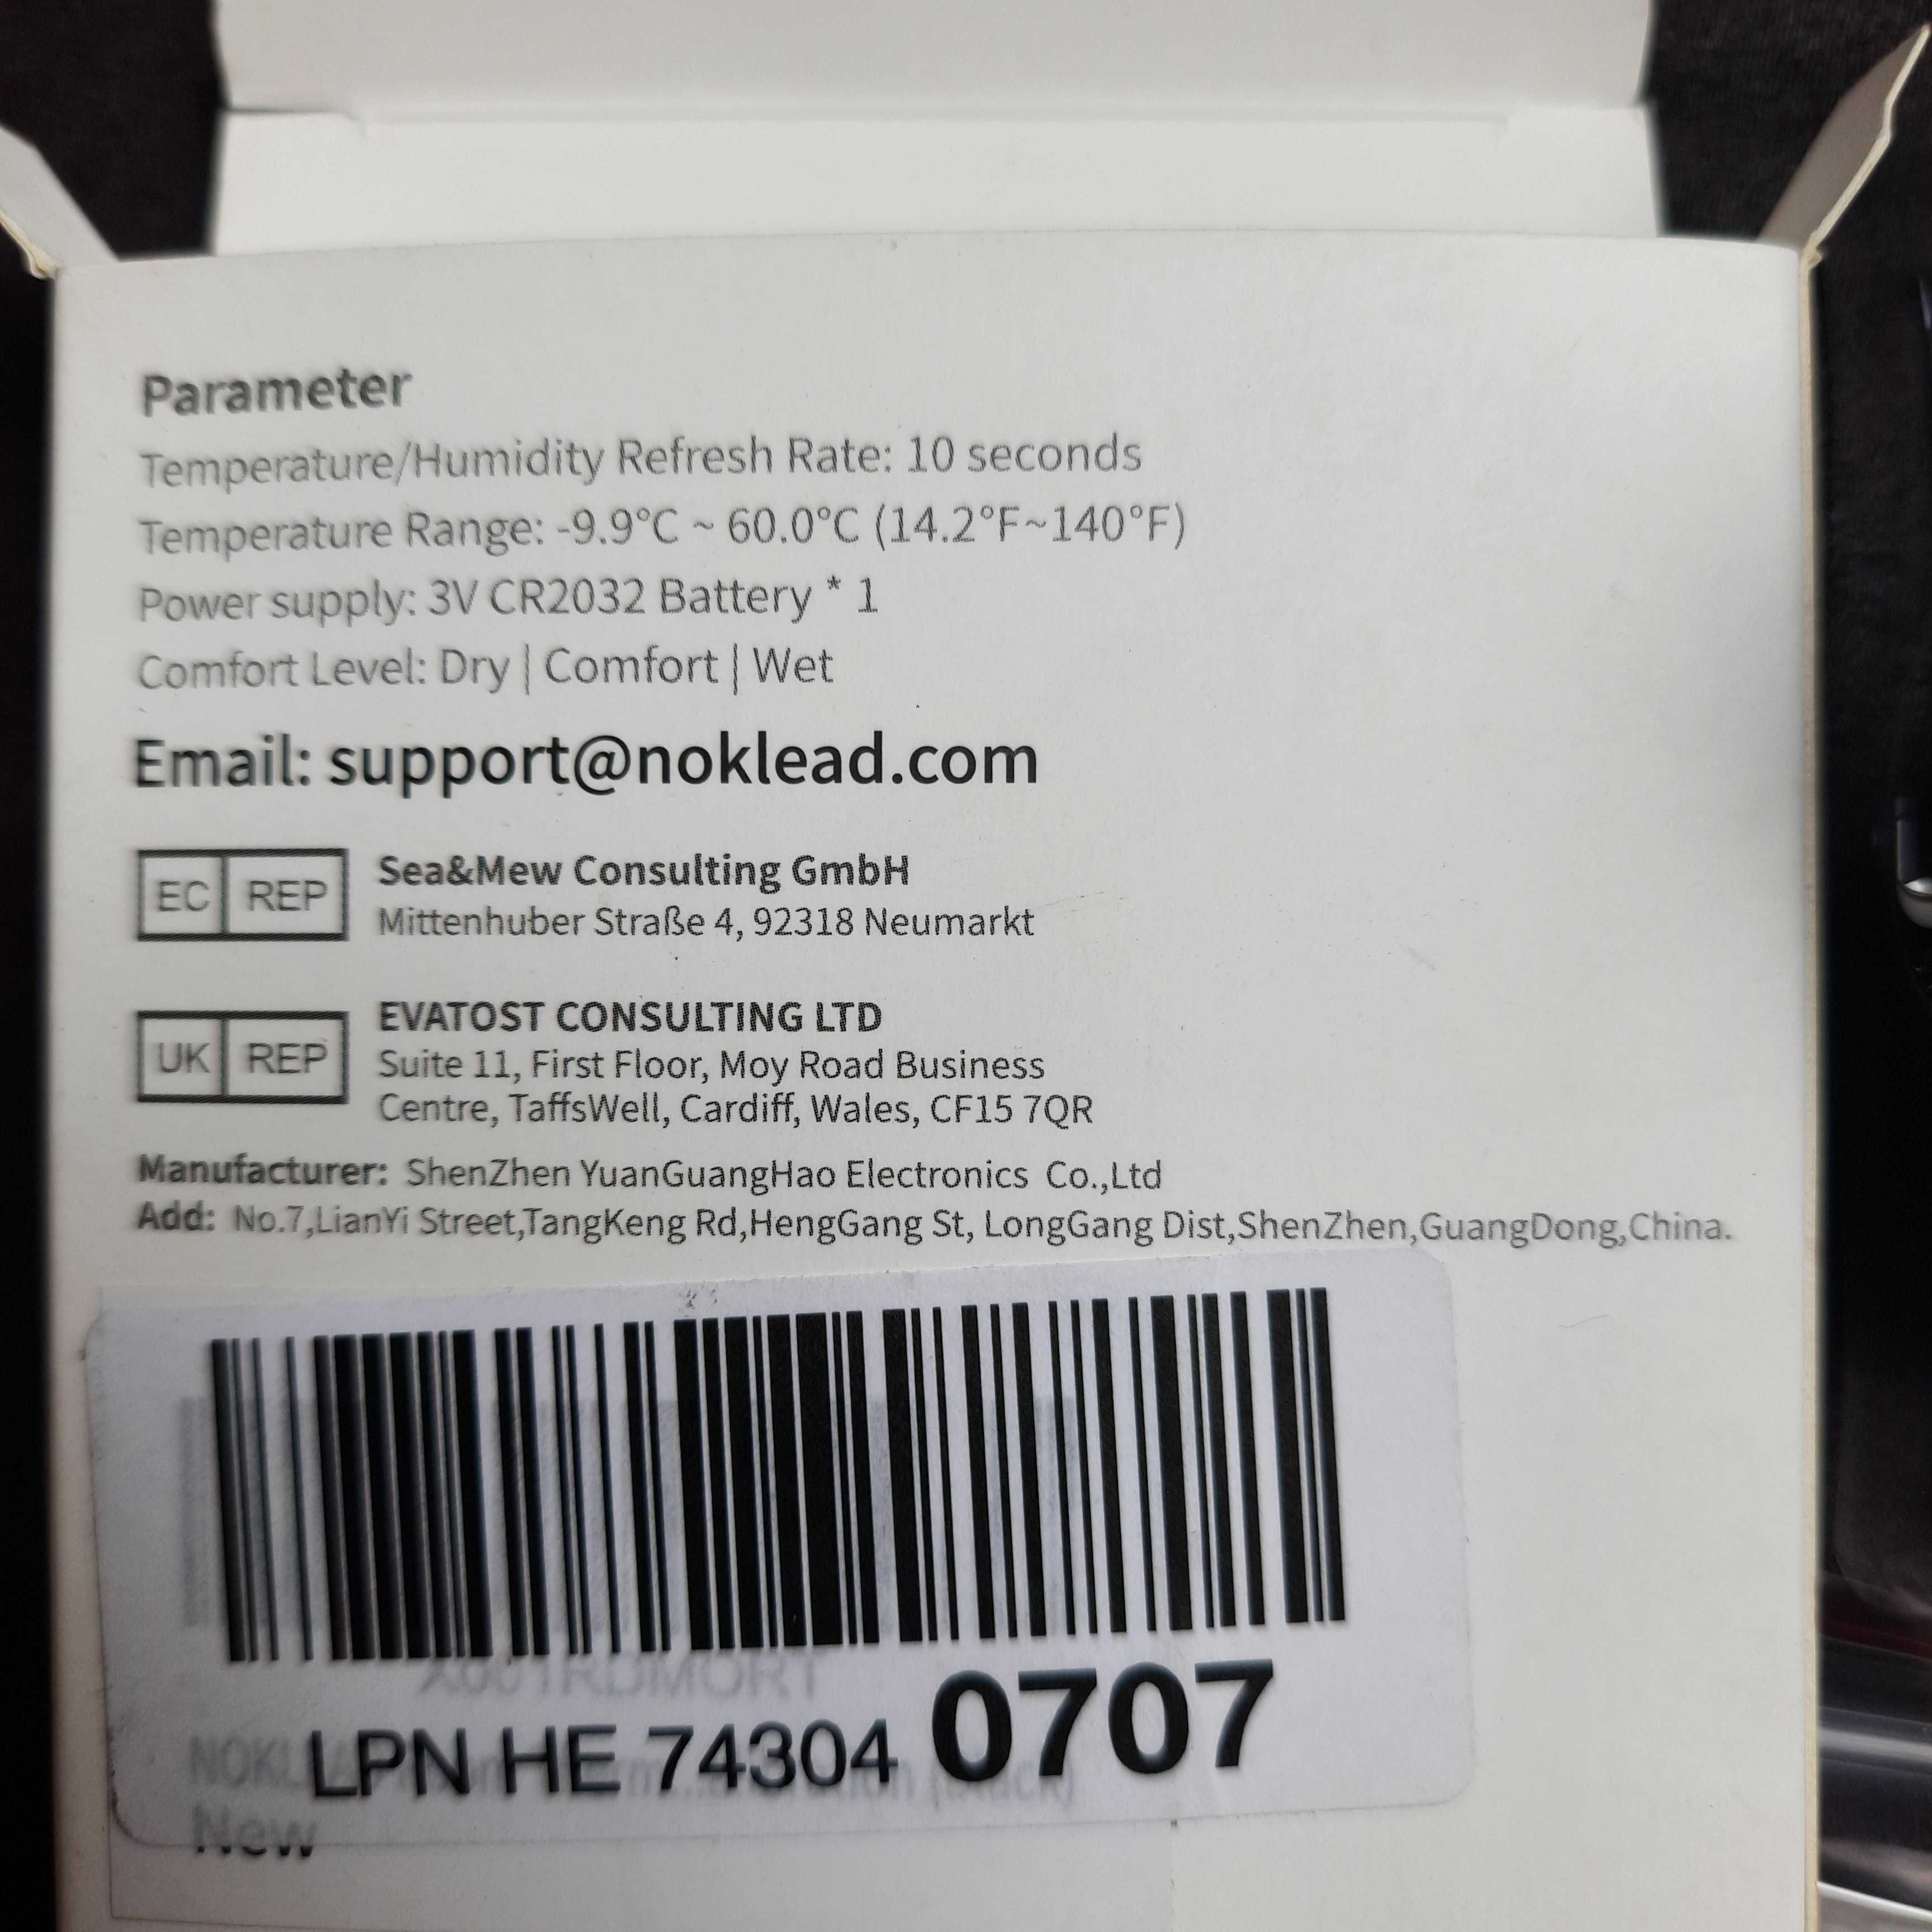 Parameter
Temperature/Humidity Refresh Rate: 10 seconds
Temperature Range: -9.9°C ~ 60.0°C (14.2°F~140°F)
Power supply: 3V CR2032 Battery * 1
Comfort Level: Dry | Comfort | Wet
Email: support@noklead.com
EC REP
Sea&Mew Consulting GmbH
Mittenhuber Straße 4, 92318 Neumarkt
UK REP
EVATOST CONSULTING LTD
Suite 11, First Floor, Moy Road Business
Centre, TaffsWell, Cardiff, Wales, CF15 7QR
Manufacturer: ShenZhen YuanGuangHao Electronics Co.,Ltd
Add: No.7,LianYi Street,TangKeng Rd,HengGang St, LongGang Dist,ShenZhen,GuangDong,China.
LPN HE 74304 0707
New